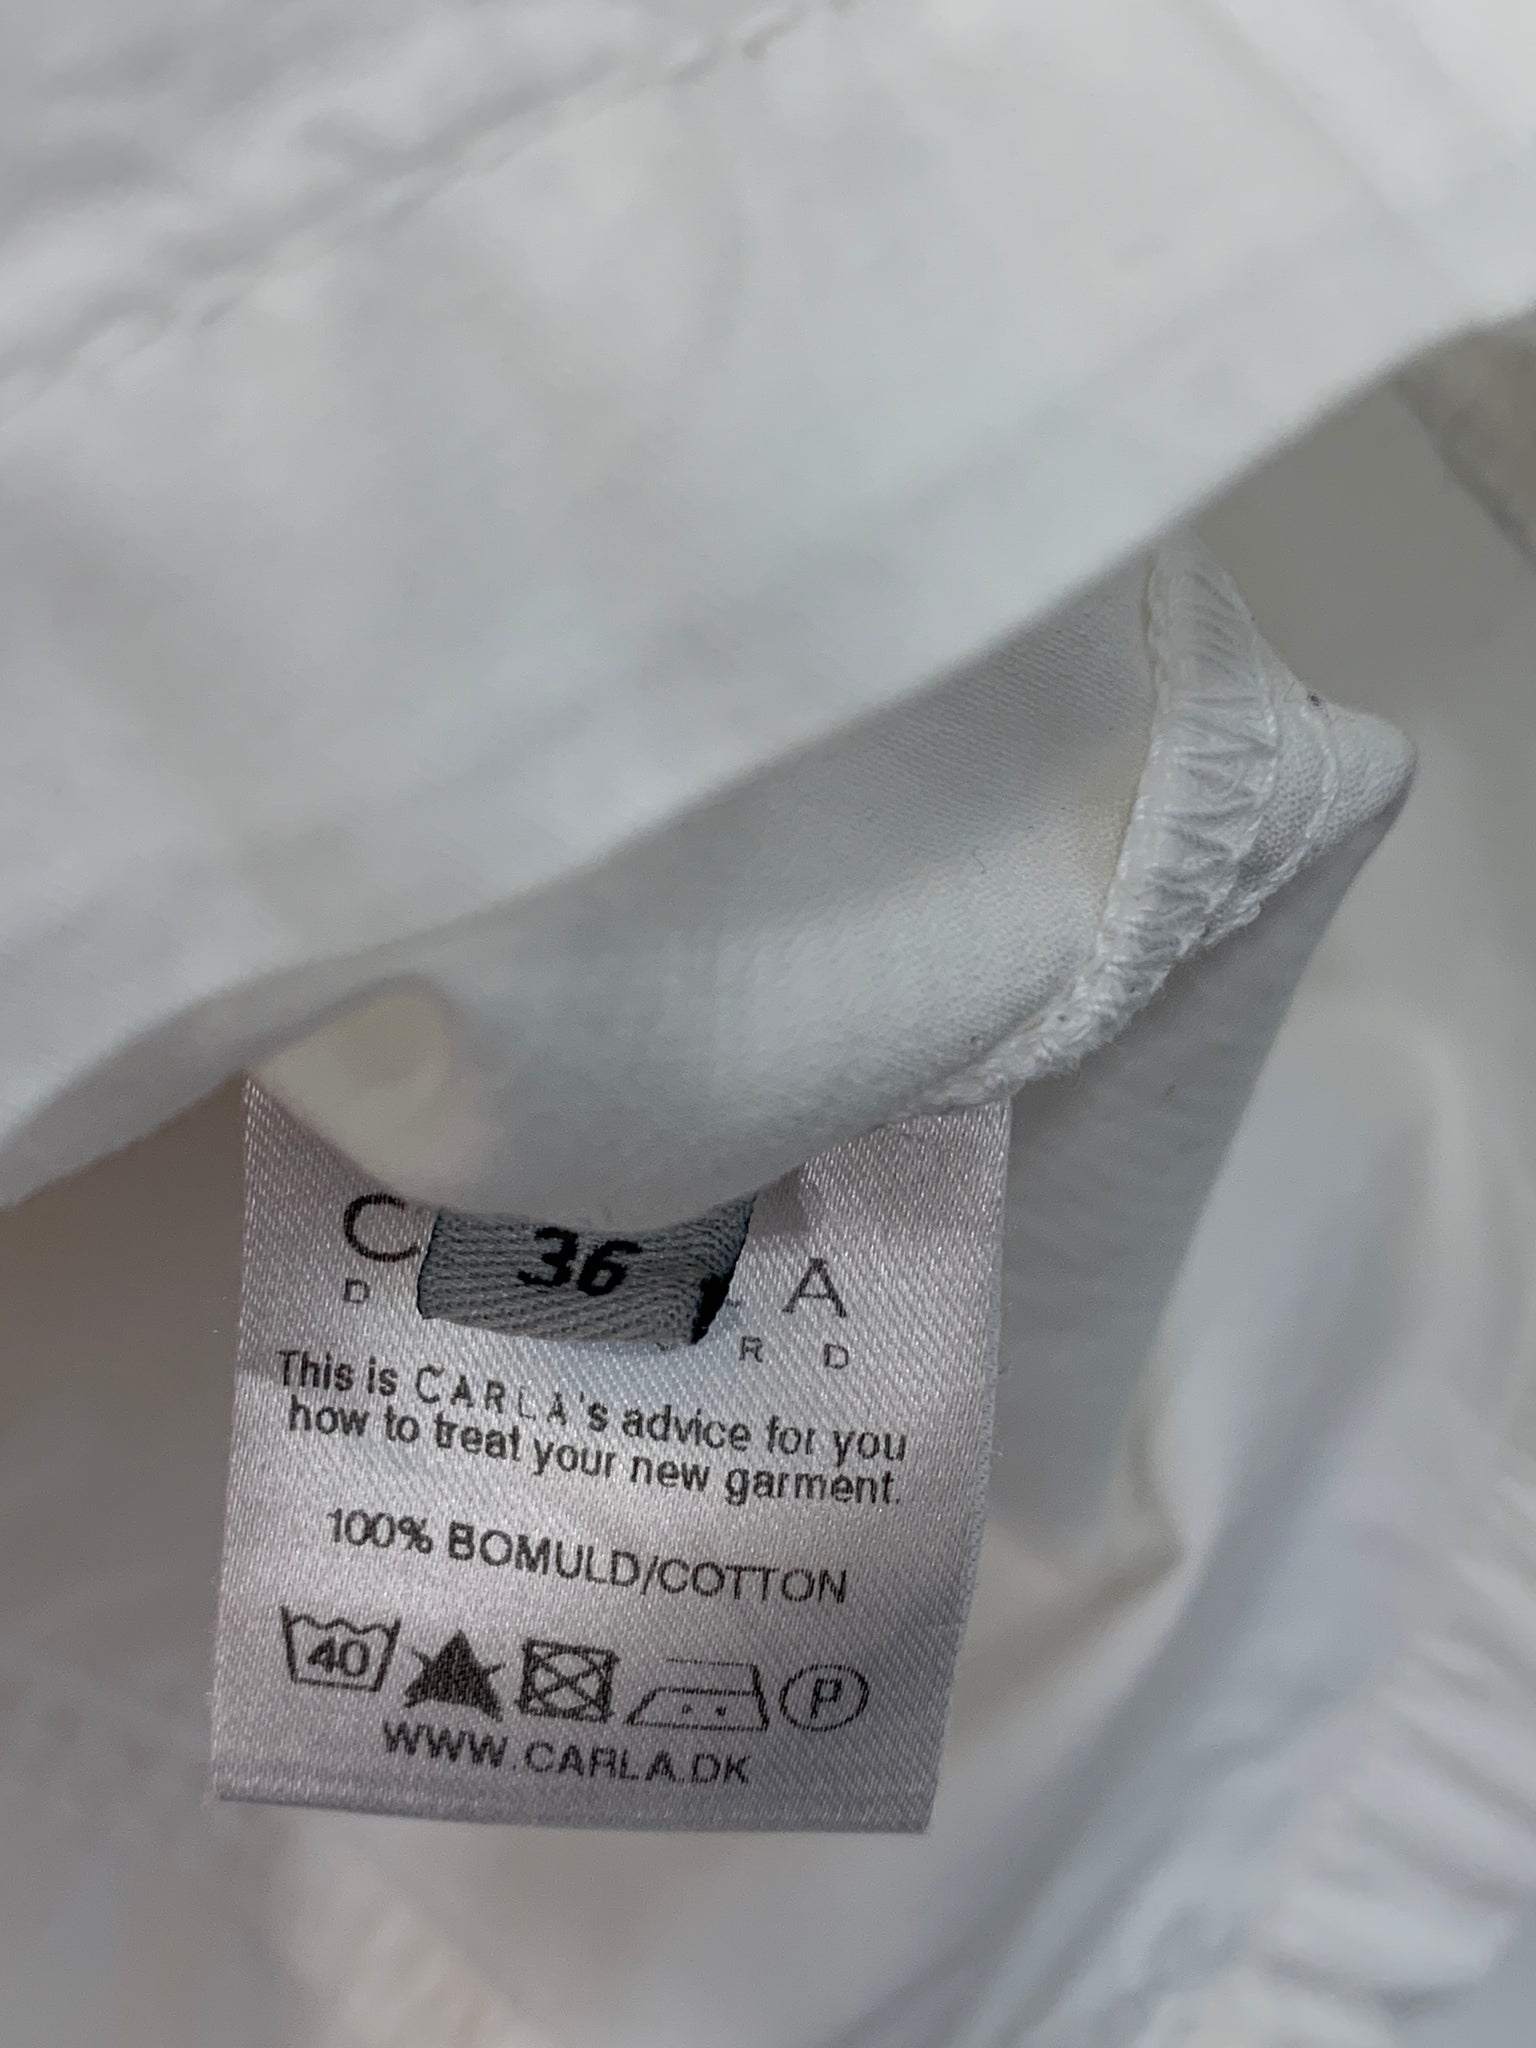 36
This is CARLA's advice for you
how to treat your new garment.
100% BOMULD/COTTON
40 P
WWW.CARLA.DK